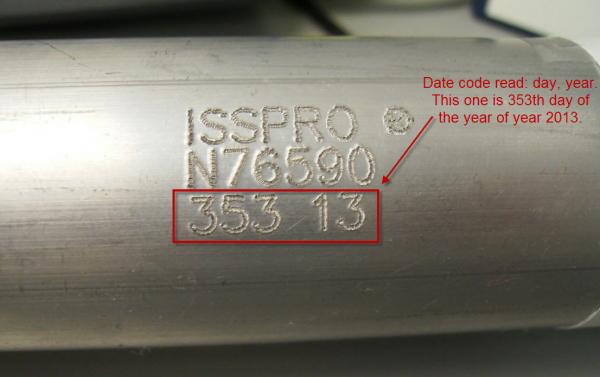 Date code read: day, year.
This one is 353th day of
the year of year 2013.
ISSPRO ®
N76590
353 13